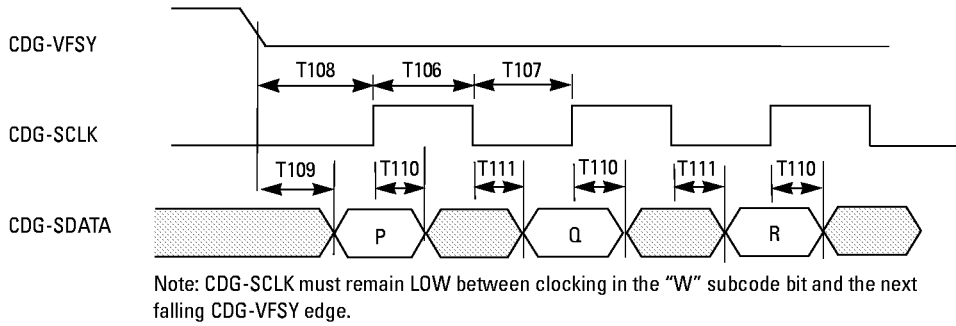 CDG-VFSY
T108 T106 T107
CDG-SCLK
T109 T110 T111 T110 T111 T110
CDG-SDATA P Q R
Note: CDG-SCLK must remain LOW between clocking in the “W” subcode bit and the next
falling CDG-VFSY edge.